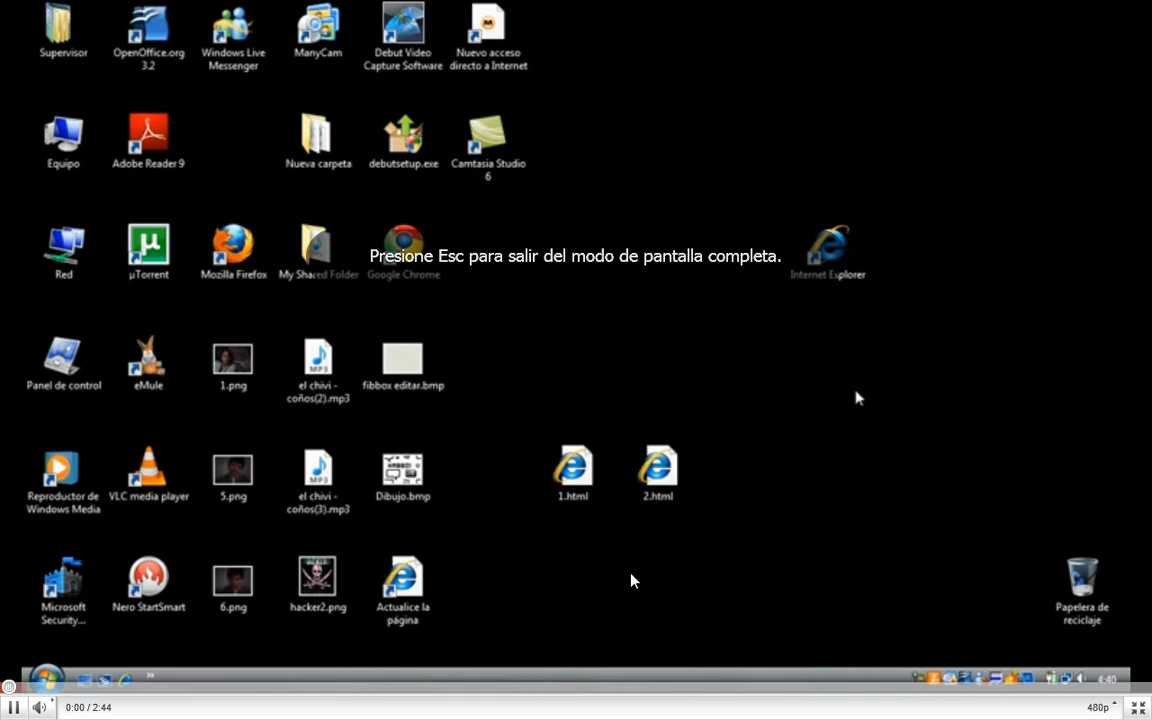 Supervisor
OpenOffice.org
3.2
Windows Live
Messenger
ManyCam
Debut Video
Capture Software
Nuevo acceso
directo a Internet
Equipo
Adobe Reader 9
Nueva carpeta
debutsetup.exe
Camtasia Studio
6
Red
µTorrent
Mozilla Firefox
My Shared Folder
Google Chrome
Presione Esc para salir del modo de pantalla completa.
Internet Explorer
Panel de control
eMule
1.png
MP3
el chivi -
coños(2).mp3
fibbox editar.bmp
Reproductor de
Windows Media
VLC media player
5.png
MP3
el chivi -
coños(3).mp3
Dibujo.bmp
1.html
2.html
Microsoft
Security...
Nero StartSmart
6.png
hacker2.png
Actualice la
página
Papelera de
reciclaje
4:40
0:00 / 2:44
480p